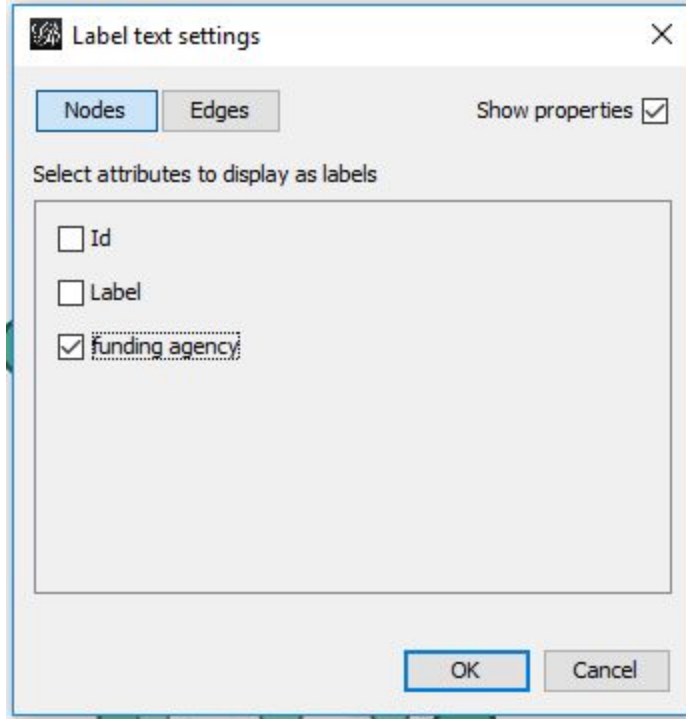 Label text settings
Nodes Edges Show properties
Select attributes to display as labels
Id
Label
funding agency
OK Cancel